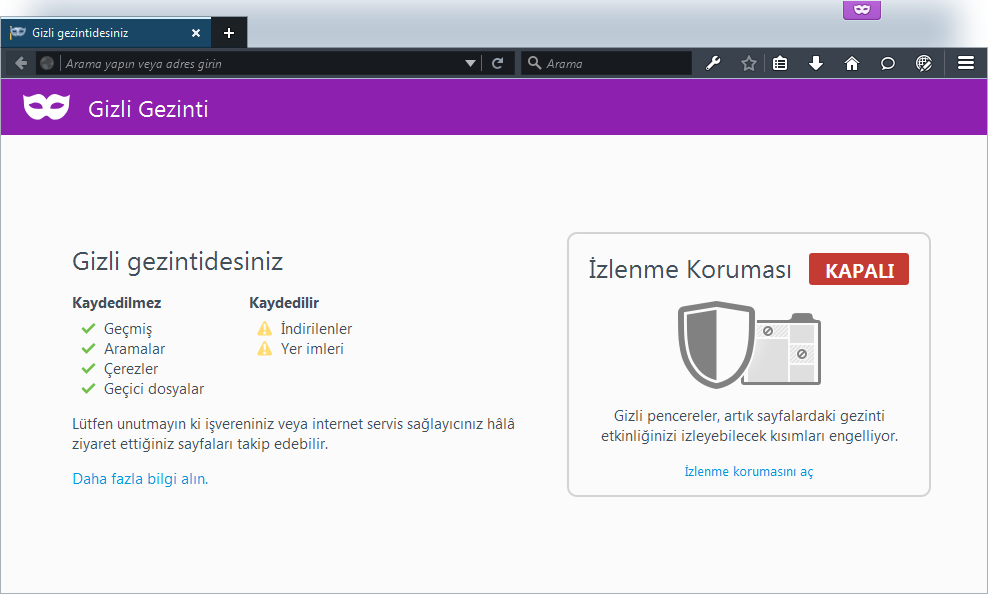 Gizli gezintidesiniz
Arama yapın veya adres girin
Arama
Gizli Gezinti
Gizli gezintidesiniz
Kaydedilmez
Geçmiş
Aramalar
Çerezler
Geçici dosyalar
Kaydedilir
İndirilenler
Yer imleri
Lütfen unutmayın ki işvereniniz veya internet servis sağlayıcınız hâlâ
ziyaret ettiğiniz sayfaları takip edebilir.
Daha fazla bilgi alın.
İzlenme Koruması KAPALI
Gizli pencereler, artık sayfalardaki gezinti
etkinliğinizi izleyebilecek kısımları engelliyor.
İzlenme korumasını aç